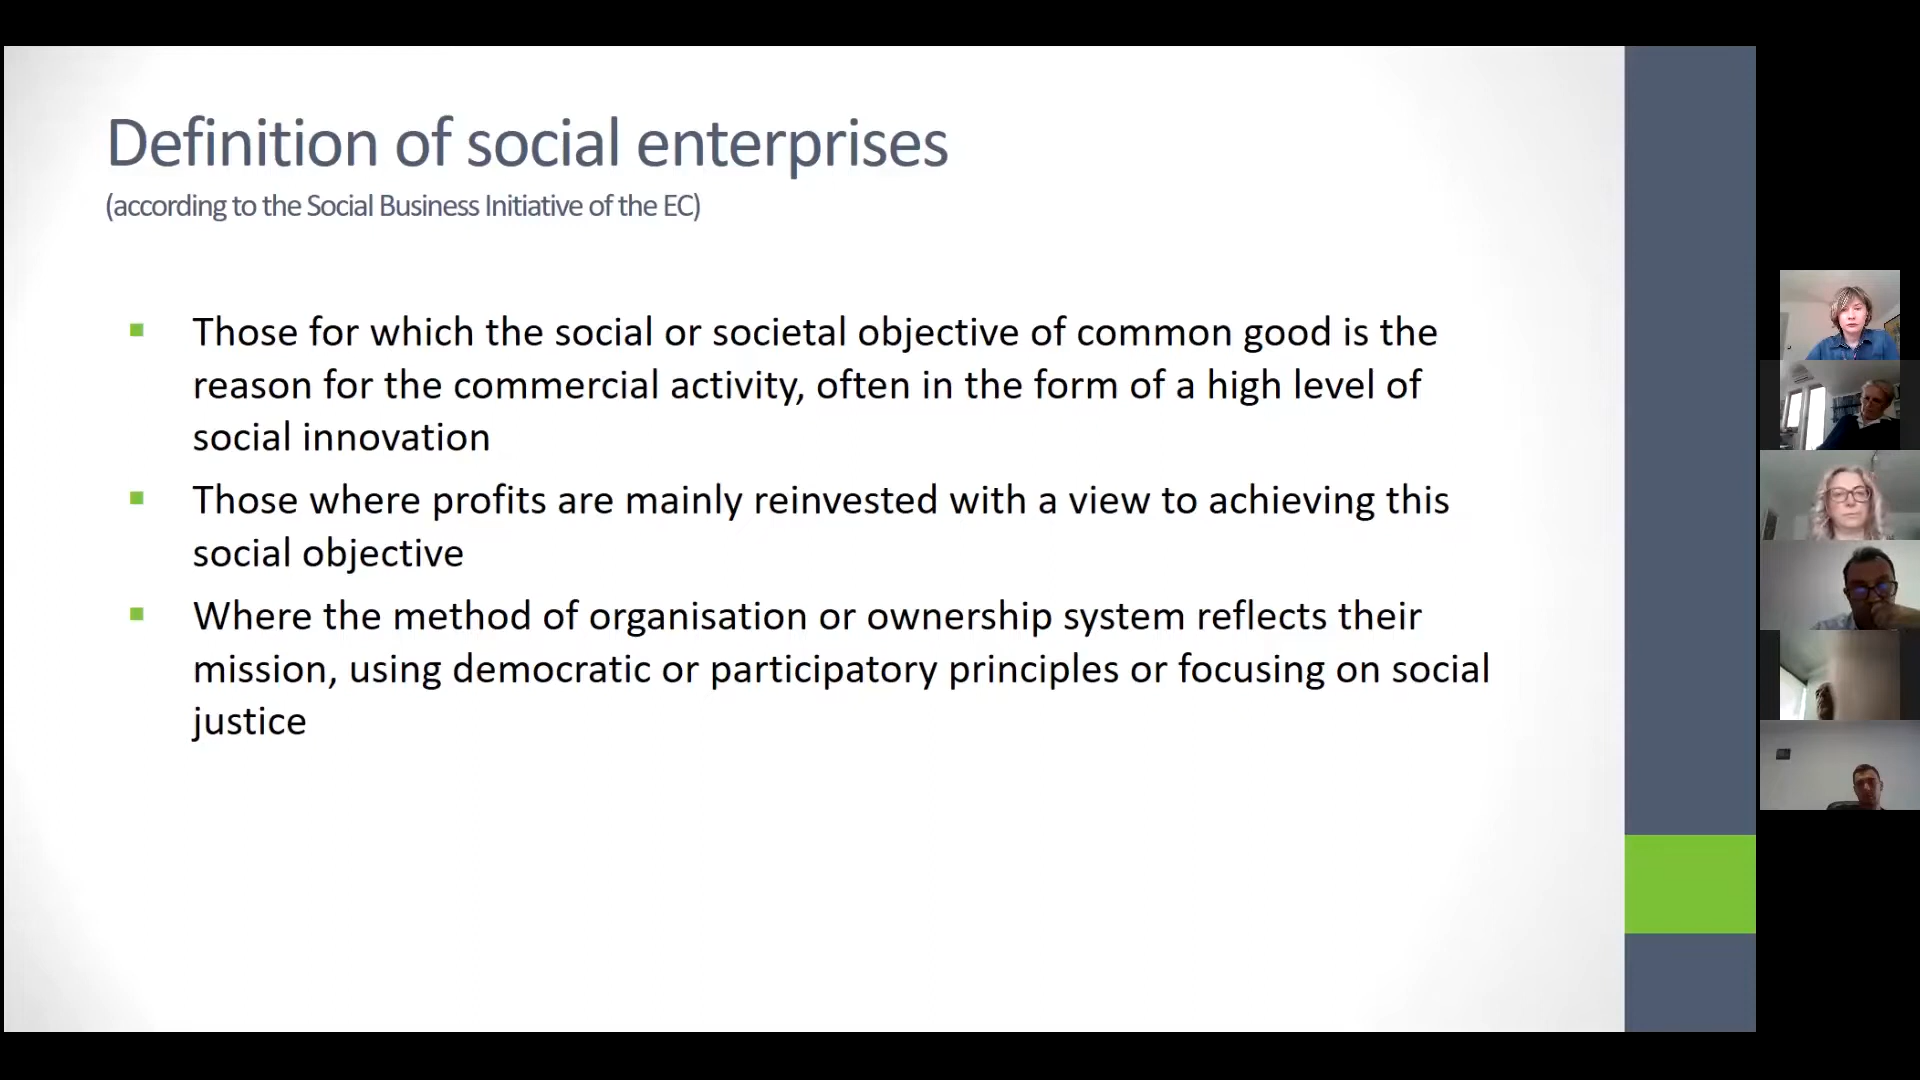 Definition of social enterprises
(according to the Social Business Initiative of the EC)
Those for which the social or societal objective of common good is the
reason for the commercial activity, often in the form of a high level of
social innovation
Those where profits are mainly reinvested with a view to achieving this
social objective
Where the method of organisation or ownership system reflects their
mission, using democratic or participatory principles or focusing on social
justice